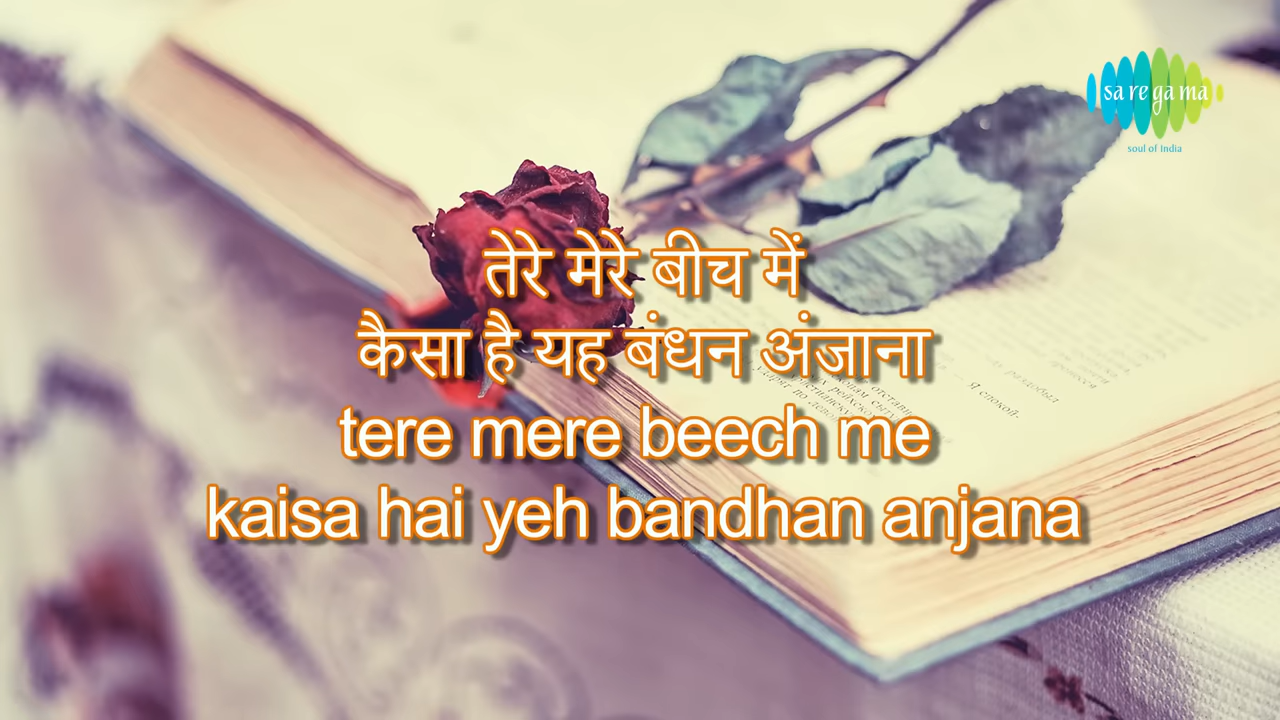 sa re ga ma
soul of India
तेरे मेरे बीच में
कैसा है यह बंधन अंजाना
tere mere beech me
kaisa hai yeh bandhan anjana